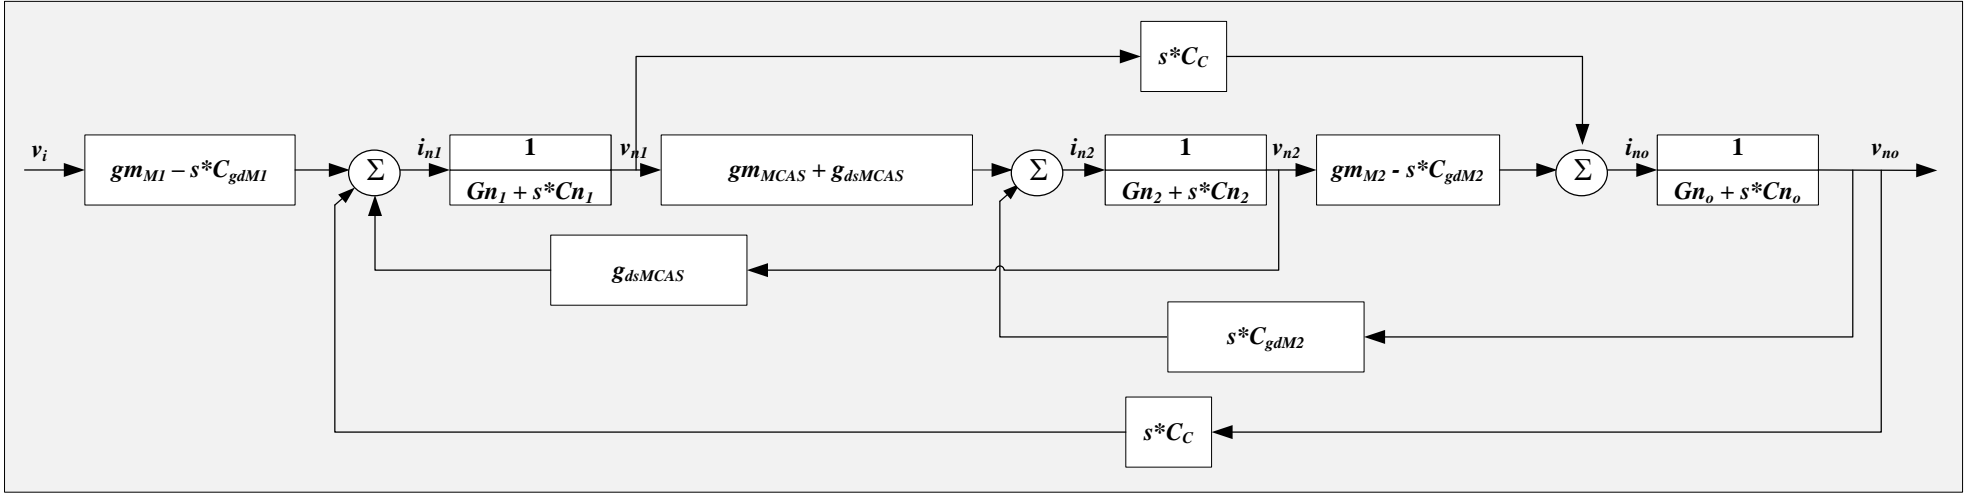 s*C_C
v_i
gm_M1 – s*C_gdM1
Σ
i_n1
1
Gn_1 + s*Cn_1
v_n1
gm_MCAS + g_dsMCAS
Σ
i_n2
1
Gn_2 + s*Cn_2
v_n2
gm_M2 - s*C_gdM2
Σ
i_no
1
Gn_o + s*Cn_o
v_no
g_dsMCAS
s*C_gdM2
s*C_C